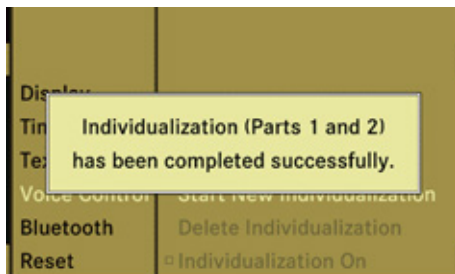 Display
Individualization (Parts 1 and 2)
has been completed successfully.
Voice Control Start New Individualization
Bluetooth Delete Individualization
Reset Individualization On